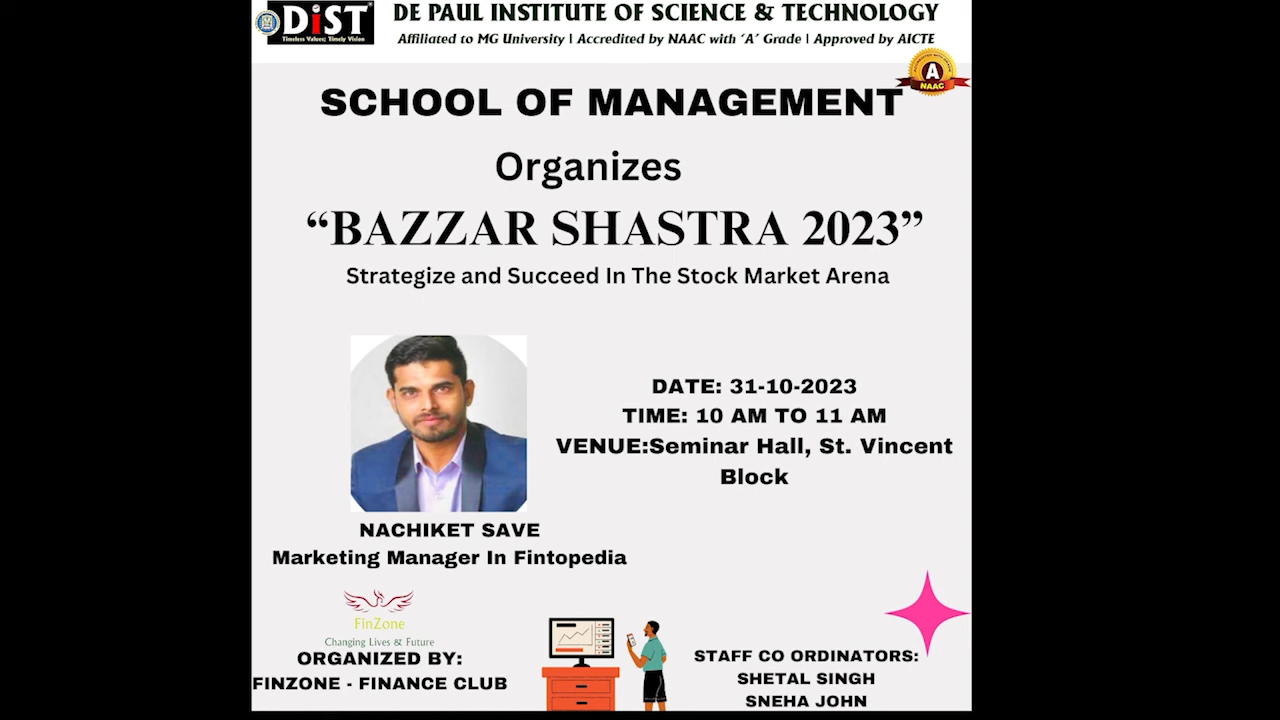 DiST
Timeless Values; Timely Vision
DE PAUL INSTITUTE OF SCIENCE & TECHNOLOGY
Affiliated to MG University | Accredited by NAAC with ‘A’ Grade | Approved by AICTE
A
NAAC
SCHOOL OF MANAGEMENT
Organizes
“BAZZAR SHASTRA 2023”
Strategize and Succeed In The Stock Market Arena
DATE: 31-10-2023
TIME: 10 AM TO 11 AM
VENUE:Seminar Hall, St. Vincent
Block
NACHIKET SAVE
Marketing Manager In Fintopedia
FinZone
Changing Lives & Future
ORGANIZED BY:
FINZONE - FINANCE CLUB
STAFF CO ORDINATORS:
SHETAL SINGH
SNEHA JOHN